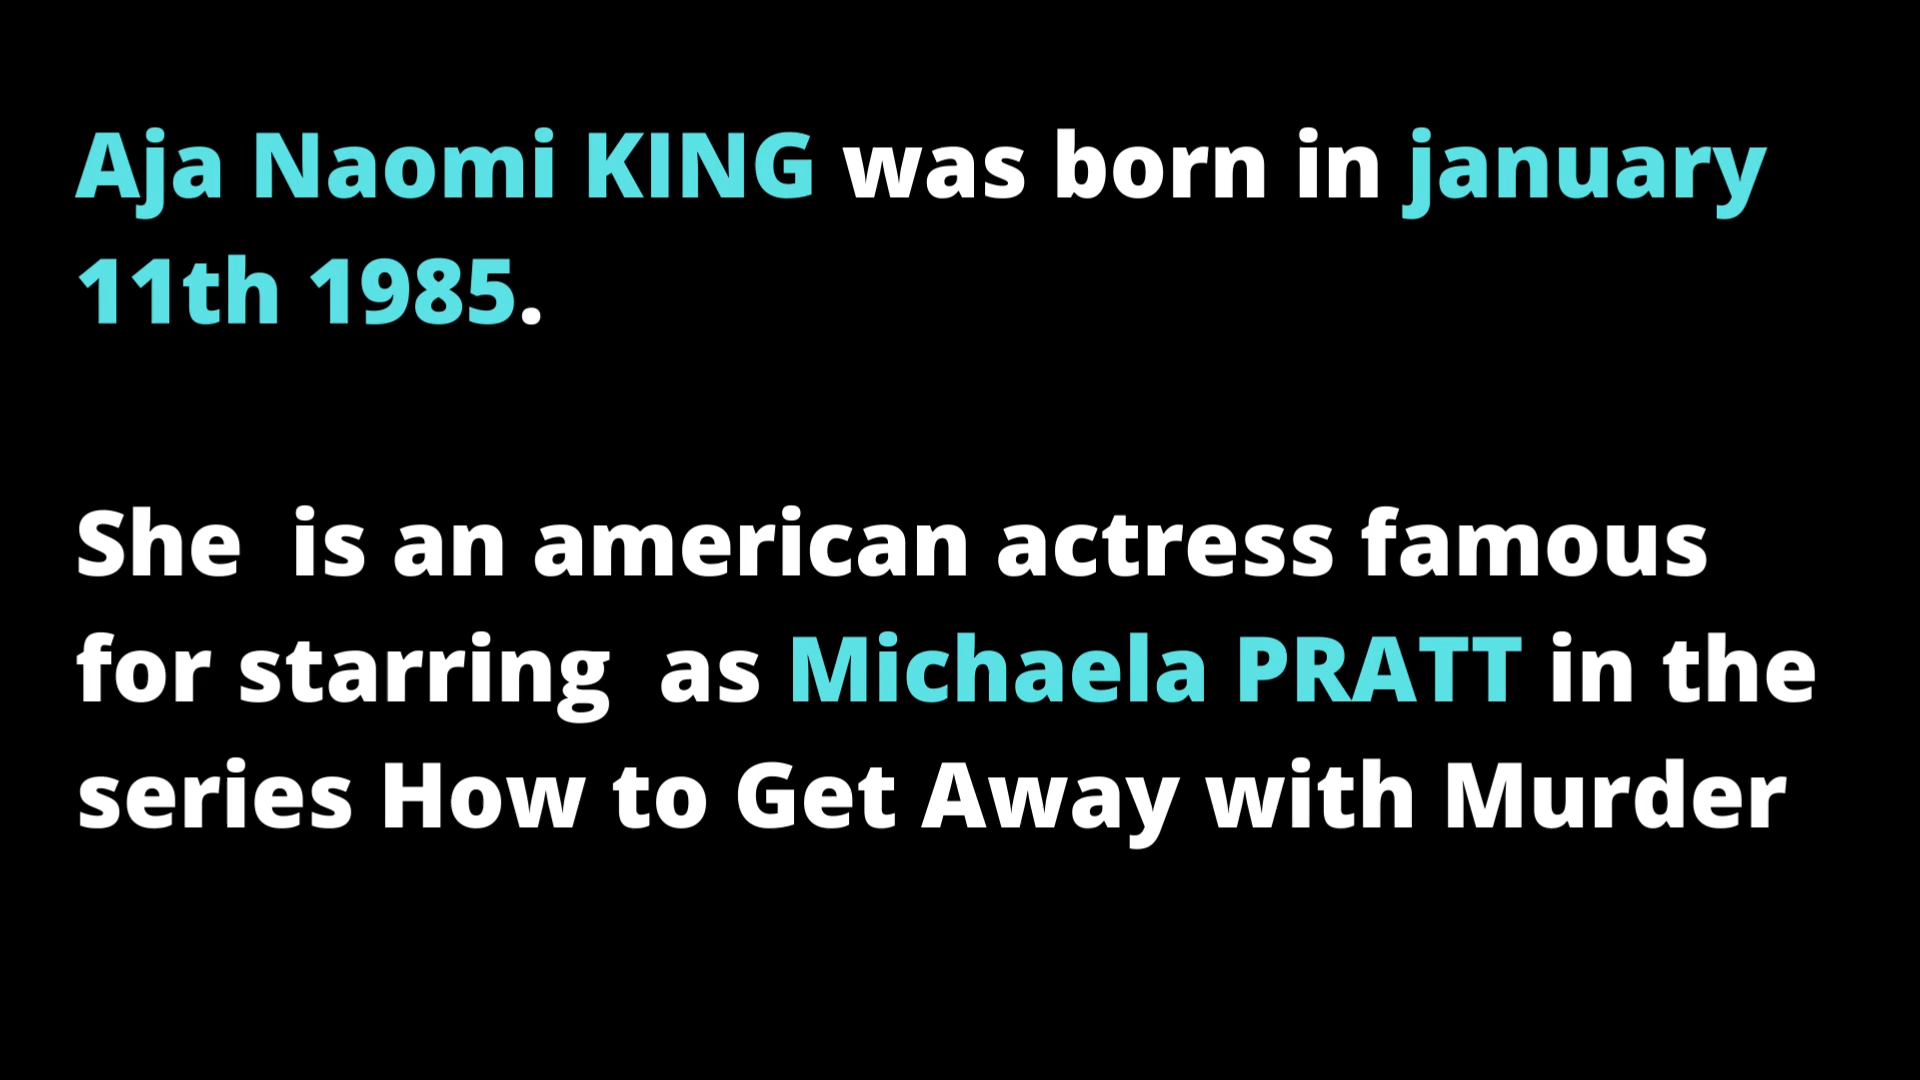 Aja Naomi KING was born in january
11th 1985.
She  is an american actress famous
for starring  as Michaela PRATT in the
series How to Get Away with Murder